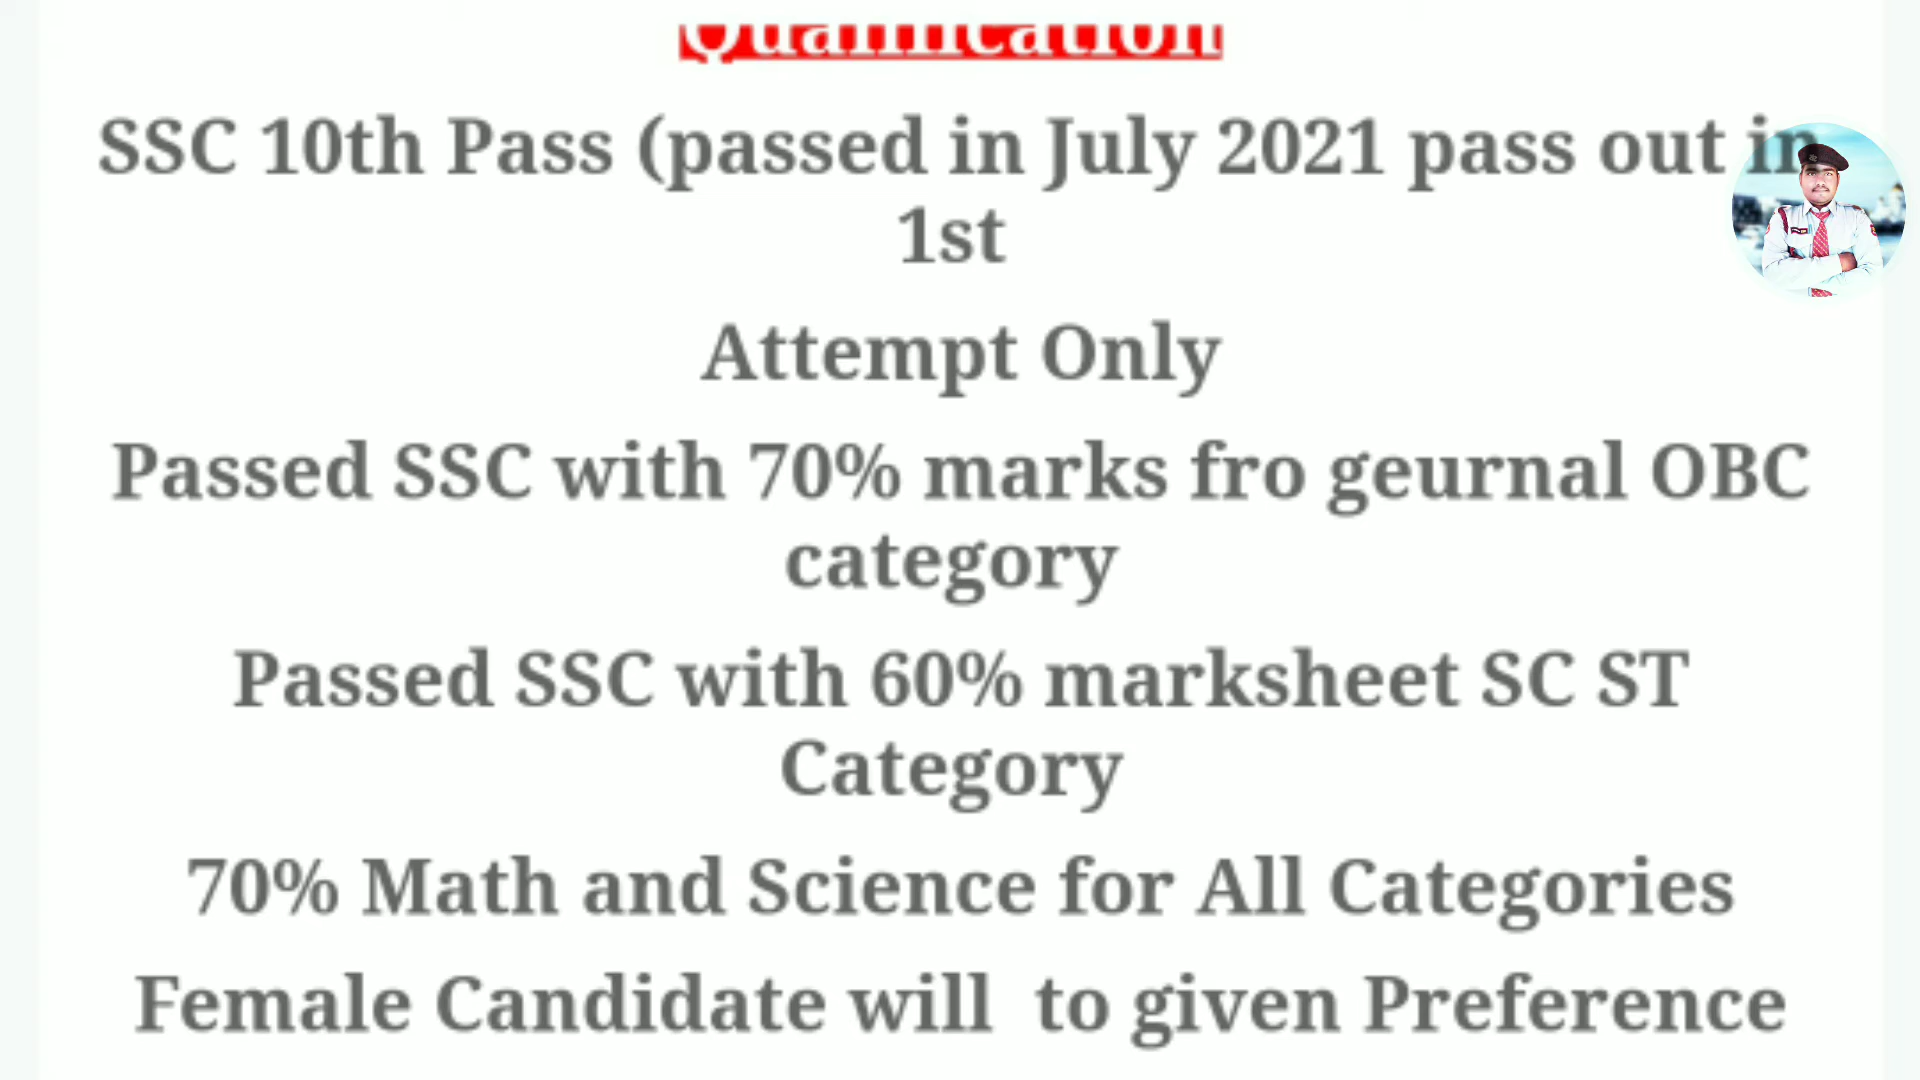 Qualification
SSC 10th Pass (passed in July 2021 pass out in
1st
Attempt Only
Passed SSC with 70% marks fro geurnal OBC
category
Passed SSC with 60% marksheet SC ST
Category
70% Math and Science for All Categories
Female Candidate will to given Preference